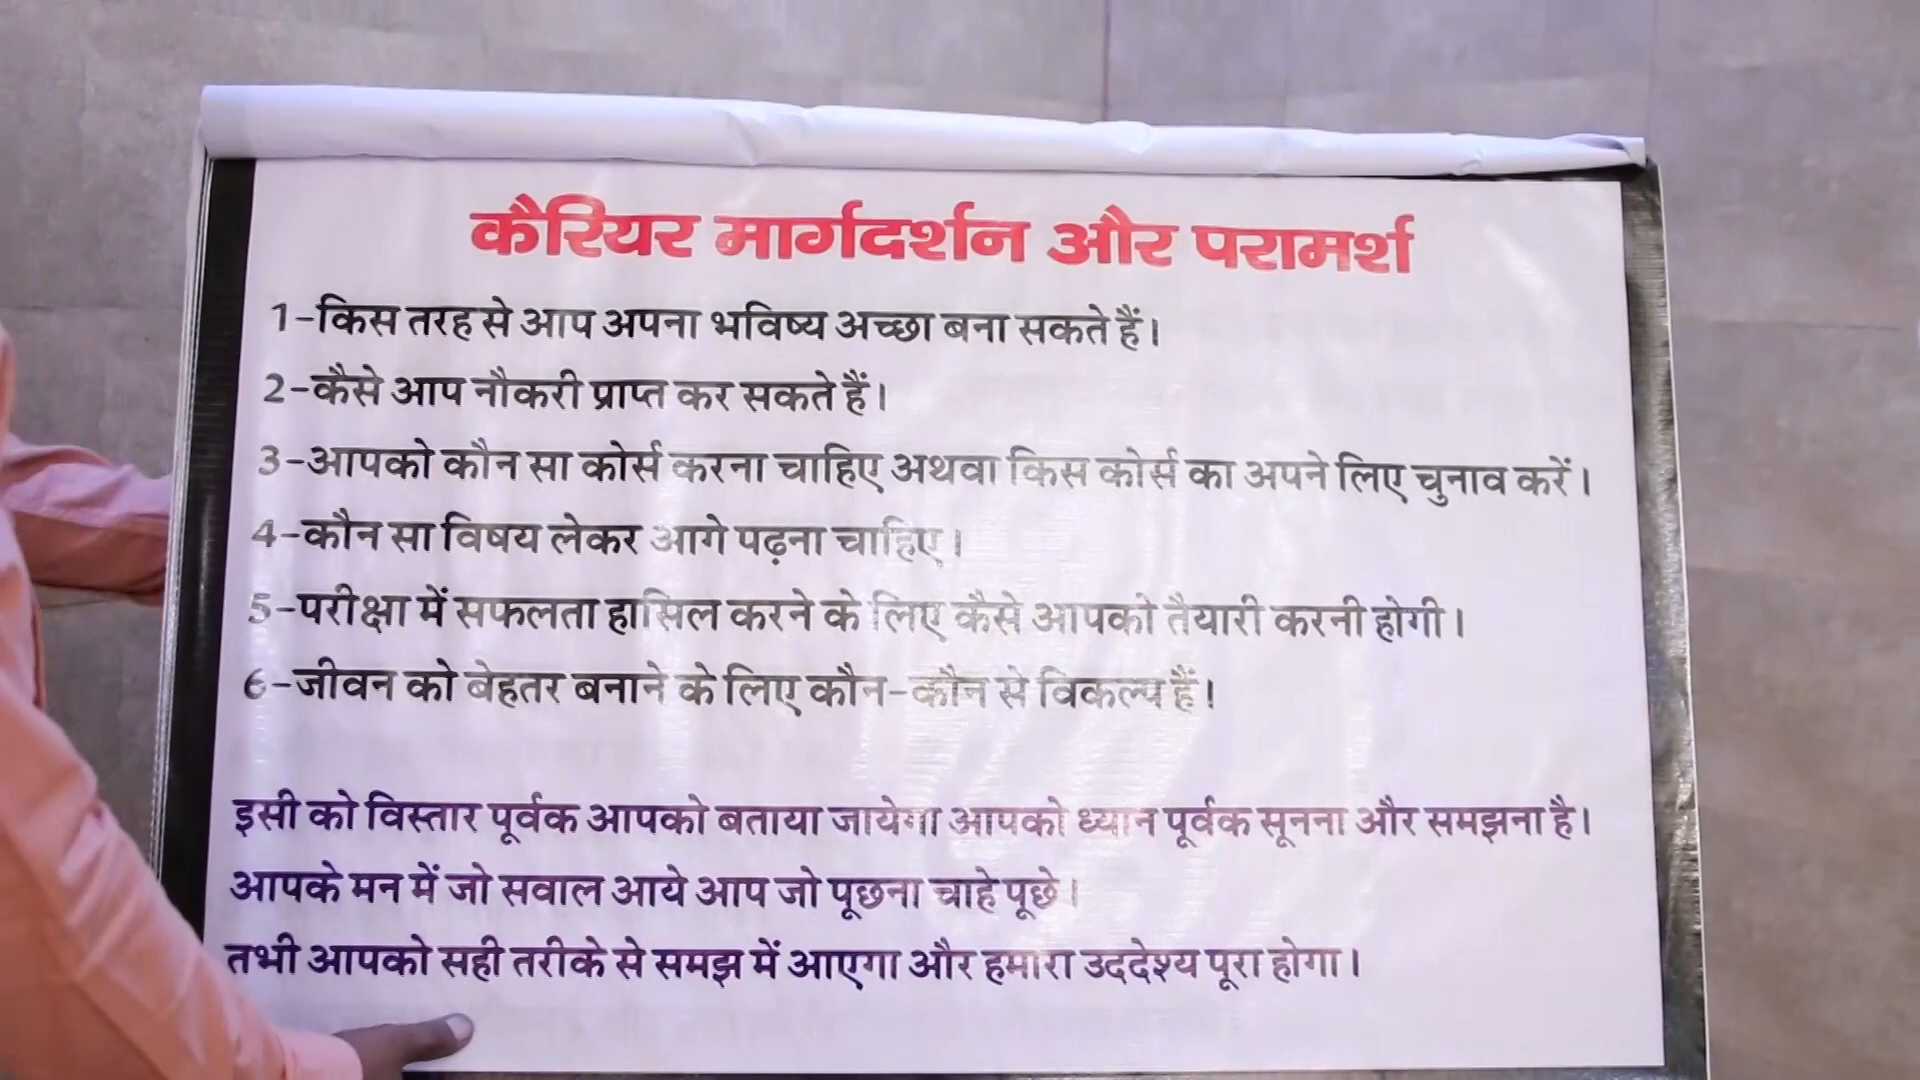 कैरियर मार्गदर्शन और परामर्श
1-किस तरह से आप अपना भविष्य अच्छा बना सकते हैं।
2-कैसे आप नौकरी प्राप्त कर सकते हैं।
3-आपको कौन सा कोर्स करना चाहिए अथवा किस कोर्स का अपने लिए चुनाव करें।
4-कौन सा विषय लेकर आगे पढ़ना चाहिए।
5-परीक्षा में सफलता हासिल करने के लिए कैसे आपको तैयारी करनी होगी।
6-जीवन को बेहतर बनाने के लिए कौन-कौन से विकल्प हैं।
इसी को विस्तार पूर्वक आपको बताया जायेगा आपको ध्यान पूर्वक सूनना और समझना है।
आपके मन में जो सवाल आये आप जो पूछना चाहे पूछे।
तभी आपको सही तरीके से समझ में आएगा और हमारा उददेश्य पूरा होगा।